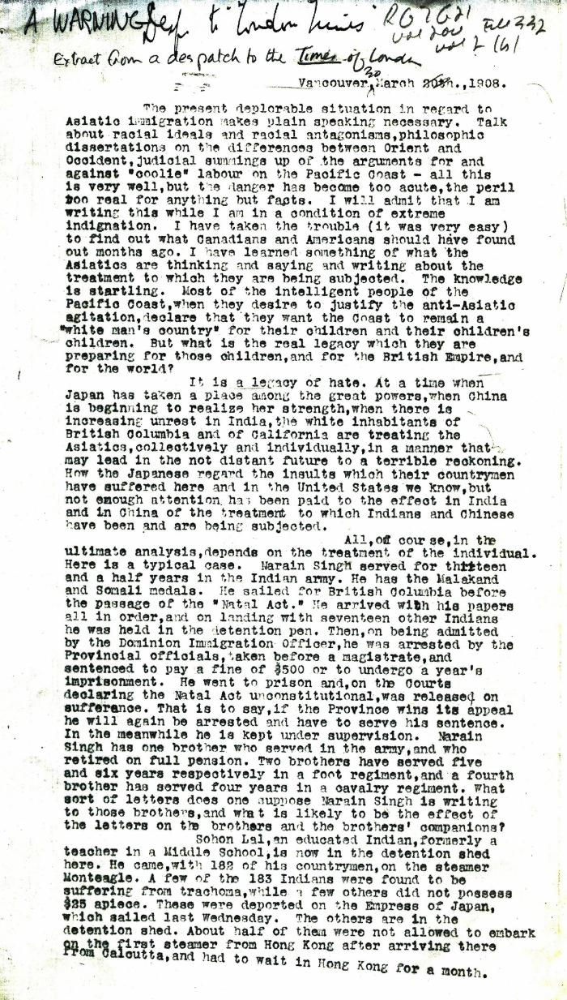 A WARNING Desp. to "London Times" RG7G21 File 332
vol 2 (b)
Extract from a despatch to the Times of London
30
Vancouver, March 20th.,1908.
The present deplorable situation in regard to
Asiatic immigration makes plain speaking necessary. Talk
about racial ideals and racial antagonisms,philosophic
dissertations on the differences between Orient and
Occident,judicial summings up of the arguments for and
against "coolie" labour on the Pacific Coast - all this
is very well,but the danger has become too acute,the peril
too real for anything but facts. I will admit that I am
writing this while I am in a condition of extreme
indignation. I have taken the trouble (it was very easy)
to find out what Canadians and Americans should have found
out months ago. I have learned something of what the
Asiatics are thinking and saying and writing about the
treatment to which they are being subjected. The knowledge
is startling. Most of the intelligent people of the
Pacific Coast,when they desire to justify the anti-Asiatic
agitation,declare that they want the Coast to remain a
"white man's country" for their children and their children's
children. But what is the real legacy which they are
preparing for those children,and for the British Empire,and
for the world?
It is a legacy of hate. At a time when
Japan has taken a place among the great powers,when China
is beginning to realize her strength,when there is
increasing unrest in India,the white inhabitants of
British Columbia and of California are treating the
Asiatics,collectively and individually,in a manner that
may lead in the not distant future to a terrible reckoning.
How the Japanese regard the insults which their countrymen
have suffered here and in the United States we know,but
not enough attention has been paid to the effect in India
and in China of the treatment to which Indians and Chinese
have been and are being subjected.
All,of course,in the
ultimate analysis,depends on the treatment of the individual.
Here is a typical case. Narain Singh served for thirteen
and a half years in the Indian army. He has the Malakand
and Somali medals. He sailed for British Columbia before
the passage of the "Natal Act." He arrived with his papers
all in order,and on landing with seventeen other Indians
he was held in the detention pen. Then,on being admitted
by the Dominion Immigration Officer,he was arrested by the
Provincial officials,taken before a magistrate,and
sentenced to pay a fine of $500 or to undergo a year's
imprisonment. He went to prison and,on the Courts
declaring the Natal Act unconstitutional,was released on
sufferance. That is to say,if the Province wins its appeal
he will again be arrested and have to serve his sentence.
In the meanwhile he is kept under supervision. Narain
Singh has one brother who served in the army,and who
retired on full pension. Two brothers have served five
and six years respectively in a foot regiment,and a fourth
brother has served four years in a cavalry regiment. What
sort of letters does one suppose Narain Singh is writing
to those brothers,and what is likely to be the effect of
the letters on the brothers and the brothers' companions?
Sohon Lal,an educated Indian,formerly a
teacher in a Middle School,is now in the detention shed
here. He came,with 182 of his countrymen,on the steamer
Monteagle. A few of the 183 Indians were found to be
suffering from trachoma,while a few others did not possess
$25 apiece. These were deported on the Empress of Japan,
which sailed last Wednesday. The others are in the
detention shed. About half of them were not allowed to embark
on the first steamer from Hong Kong after arriving there
from Calcutta,and had to wait in Hong Kong for a month.